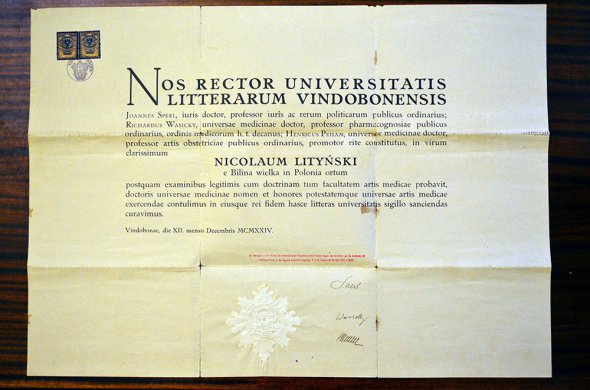 NOS RECTOR UNIVERSITATIS
LITTERARUM VINDOBONENSIS
JOANNES SPERL, iuris doctor, professor iuris ac rerum politicarum publicus ordinarius;
RICHARDUS WASICKY, universae medicinae doctor, professor pharmacognosiae publicus
ordinarius, ordinis medicorum h. t. decanus; HENRICUS PEHAM, universae medicinae doctor,
professor artis obstetriciae publicus ordinarius, promotor rite constitutus, in virum
clarissimum
NICOLAUM LITYŃSKI
e Bilina wielka in Polonia ortum
postquam examinibus legitimis cum doctrinam tum facultatem artis medicae probavit,
doctoris universae medicinae nomen et honores potestatemque universae artis medicae
exercendae contulimus in eiusque rei fidem hasce litteras universitatis sigillo sanciendas
curavimus.
Vindobonae, die XII. mensis Decembris MCMXXIV.
Sperl
Wasicky